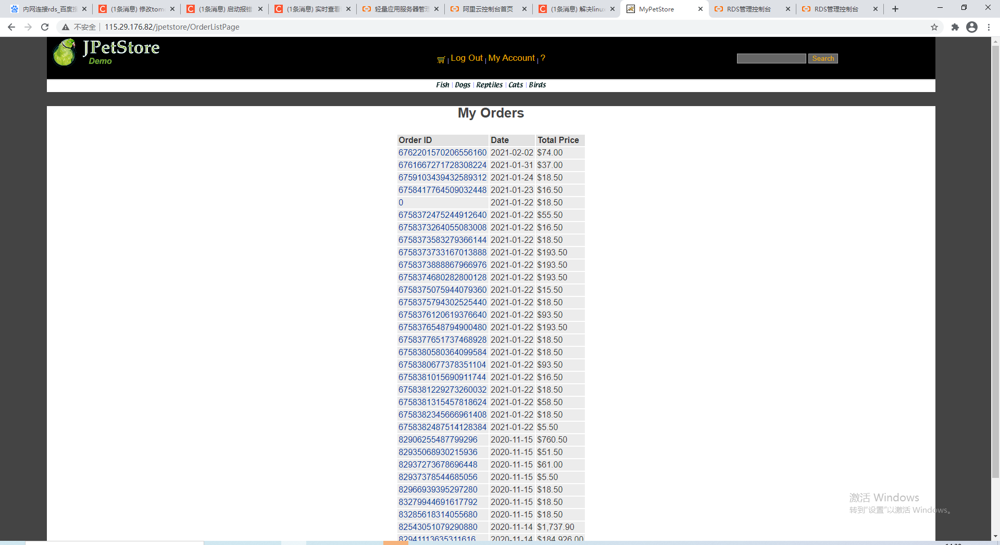 内网连接rds_百度搜
(1条消息) 修改tom
(1条消息) 启动报错
(1条消息) 实时查看
轻量应用服务器管理
阿里云控制台首页
(1条消息) 解决linux
MyPetStore
RDS管理控制台
RDS管理控制台
不安全 115.29.176.82/jpetstore/OrderListPage
JPetStore
Demo
Log Out | My Account | ?
Search
Fish | Dogs | Reptiles | Cats | Birds
My Orders
Order ID Date Total Price
6762201570206556160 2021-02-02 $74.00
6761667271728308224 2021-01-31 $37.00
6759103439432589312 2021-01-24 $18.50
6758417764509032448 2021-01-23 $16.50
0 2021-01-22 $18.50
6758372475244912640 2021-01-22 $55.50
6758373264055083008 2021-01-22 $16.50
6758373583279366144 2021-01-22 $18.50
6758373733167013888 2021-01-22 $193.50
6758373888867966976 2021-01-22 $193.50
6758374680282800128 2021-01-22 $193.50
6758375075944079360 2021-01-22 $15.50
6758375794302525440 2021-01-22 $18.50
6758376120619376640 2021-01-22 $93.50
6758376548794900480 2021-01-22 $193.50
6758377651737468928 2021-01-22 $18.50
6758380580364099584 2021-01-22 $18.50
6758380677378351104 2021-01-22 $93.50
6758381015690911744 2021-01-22 $16.50
6758381229273260032 2021-01-22 $18.50
6758381315457818624 2021-01-22 $58.50
6758382345666961408 2021-01-22 $18.50
6758382487514128384 2021-01-22 $5.50
82906255487799296 2020-11-15 $760.50
82935068930215936 2020-11-15 $51.50
82937273678696448 2020-11-15 $61.00
82937378544685056 2020-11-15 $5.50
82966939395297280 2020-11-15 $18.50
83279944691617792 2020-11-15 $18.50
83285618314055680 2020-11-15 $18.50
82543051079290880 2020-11-14 $1,737.90
82941113635311616 2020-11-14 $184,926.00
激活 Windows
转到“设置”以激活 Windows。